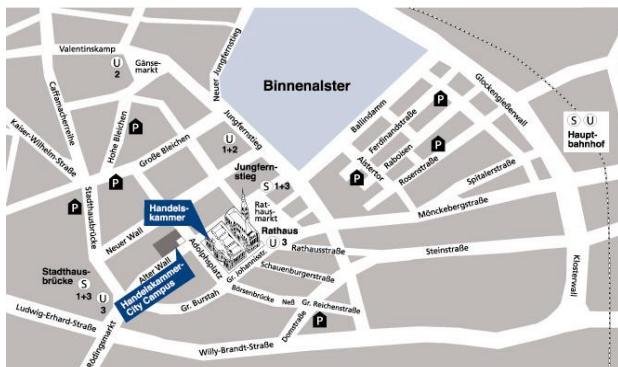 Valentinskamp
U
2
Gänse-
markt
Neuer Jungfernstieg
Binnenalster
Glockengießerwall
Caffamacherreihe
Kaiser-Wilhelm-Straße
Hohe Bleichen
P
Große Bleichen
Jungfernstieg
U
1+2
Ballindamm
Ferdinandstraße
P
Alstertor
Raboisen
P
Rosenstraße
S U
Haupt-
bahnhof
Jungfern-
stieg
S 1+3
P
P
Spitalerstraße
Stadthausbrücke
P
Handels-
kammer
Rat-
haus-
markt
Mönckebergstraße
Neuer Wall
Rathaus
U 3
Rathausstraße
Steinstraße
Adolphsplatz
Gr. Johannisstr.
Schauenburgerstraße
Alter Wall
Handelskammer-
City Campus
Stadthaus-
brücke
S
1+3
U
3
Börsenbrücke
Neß
Gr. Reichenstraße
Klosterwall
Gr. Burstah
Domstraße
P
Ludwig-Erhard-Straße
Rödingsmarkt
Willy-Brandt-Straße